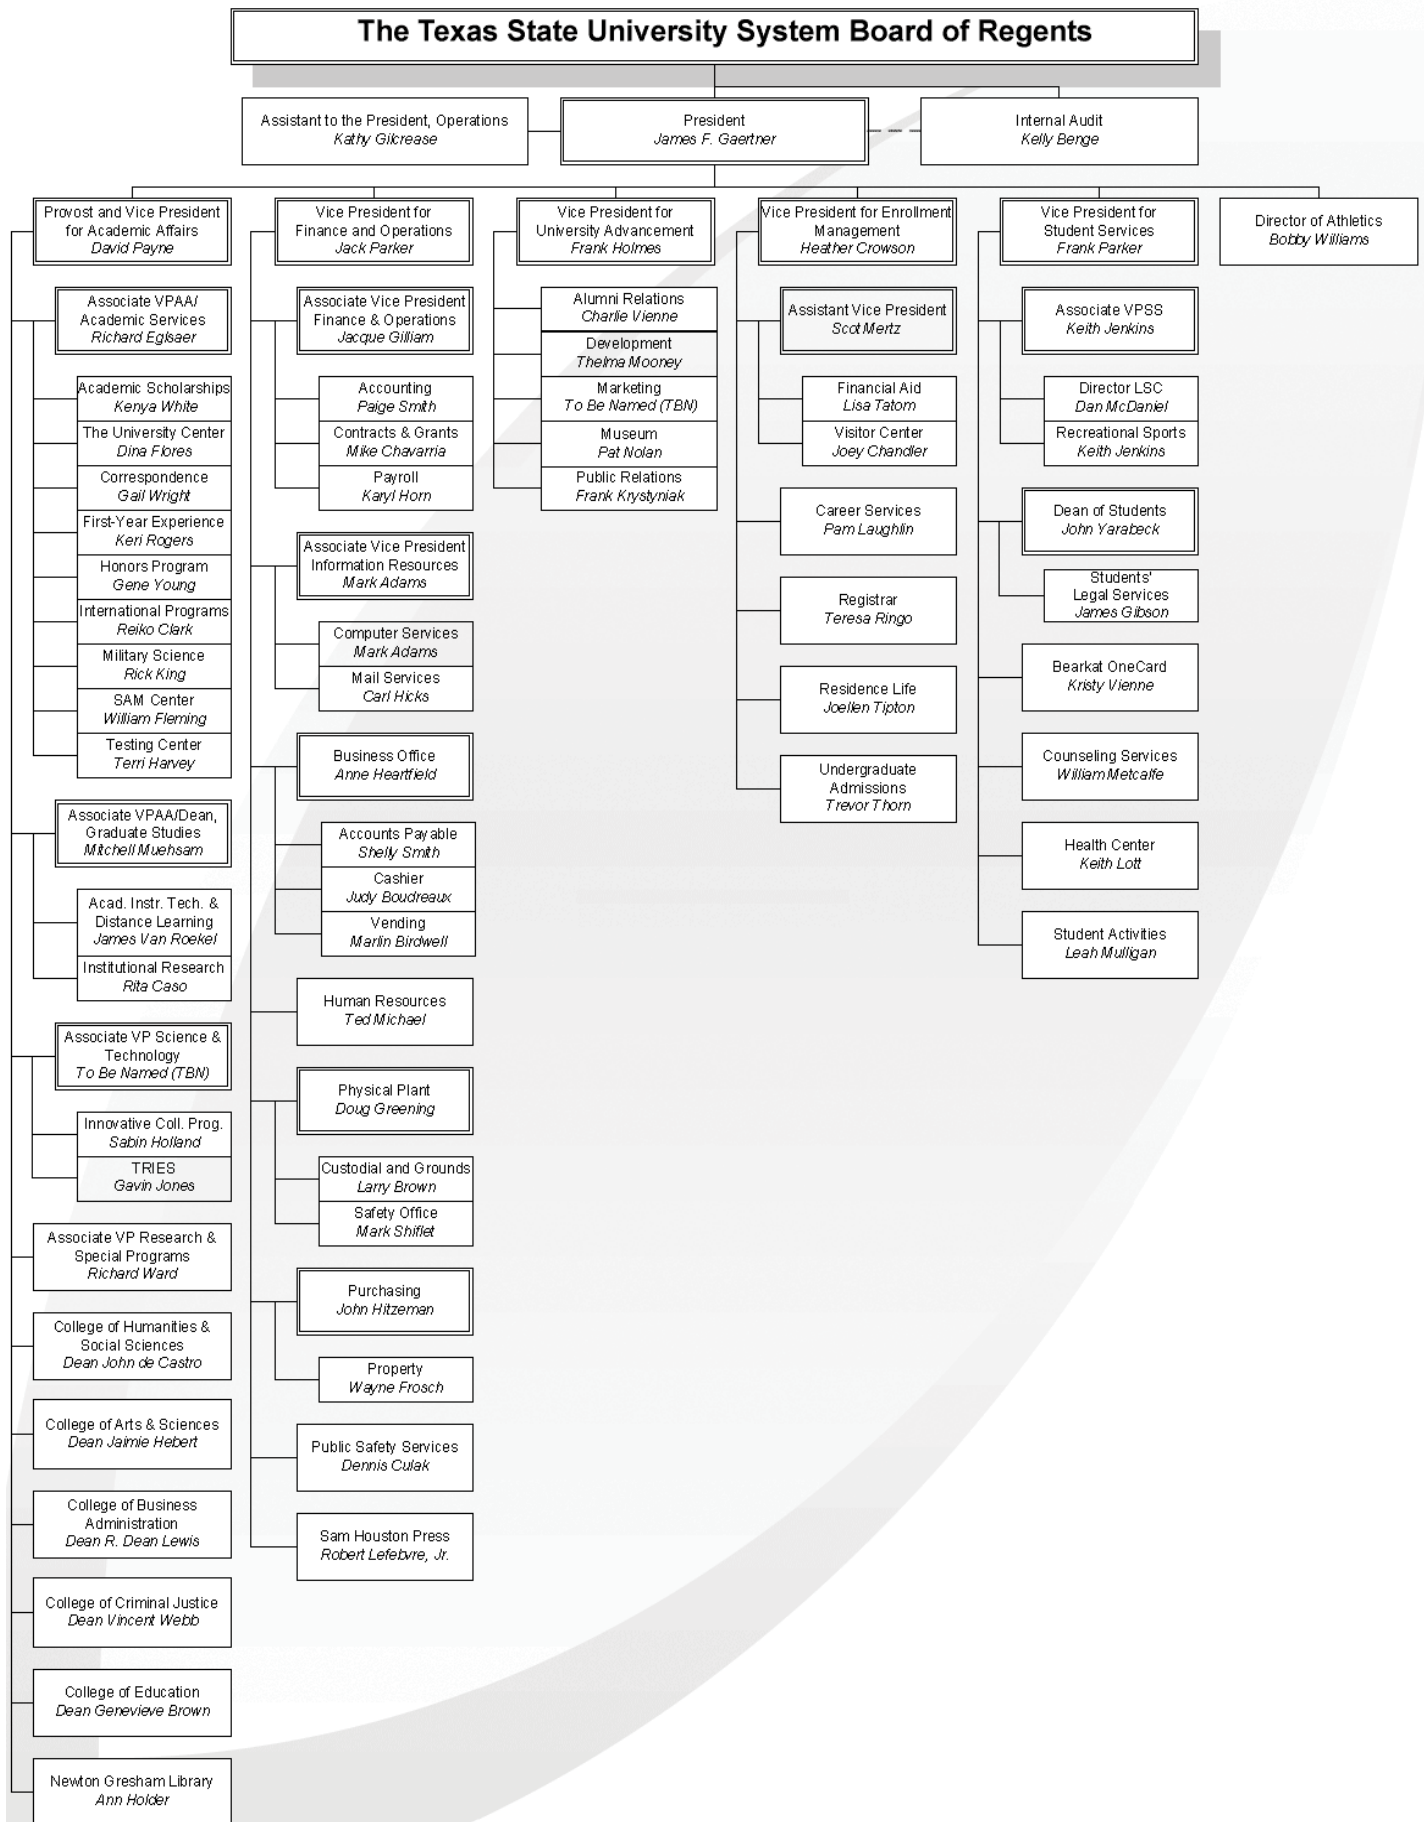 The Texas State University System Board of Regents
Assistant to the President, Operations
Kathy Gilcrease
President
James F. Gaertner
Internal Audit
Kelly Benge
Provost and Vice President
for Academic Affairs
David Payne
Vice President for
Finance and Operations
Jack Parker
Vice President for
University Advancement
Frank Holmes
Vice President for Enrollment
Management
Heather Crowson
Vice President for
Student Services
Frank Parker
Director of Athletics
Bobby Williams
Associate VPAA/
Academic Services
Richard Eglsaer
Academic Scholarships
Kenya White
The University Center
Dina Flores
Correspondence
Gail Wright
First-Year Experience
Keri Rogers
Honors Program
Gene Young
International Programs
Reiko Clark
Military Science
Rick King
SAM Center
William Fleming
Testing Center
Terri Harvey
Associate VPAA/Dean,
Graduate Studies
Mitchell Muehsam
Acad. Instr. Tech. &
Distance Learning
James Van Roekel
Institutional Research
Rita Caso
Associate VP Science &
Technology
To Be Named (TBN)
Innovative Coll. Prog.
Sabin Holland
TRIES
Gavin Jones
Associate VP Research &
Special Programs
Richard Ward
College of Humanities &
Social Sciences
Dean John de Castro
College of Arts & Sciences
Dean Jaimie Hebert
College of Business
Administration
Dean R. Dean Lewis
College of Criminal Justice
Dean Vincent Webb
College of Education
Dean Genevieve Brown
Newton Gresham Library
Ann Holder
Associate Vice President
Finance & Operations
Jacque Gilliam
Accounting
Paige Smith
Contracts & Grants
Mike Chavarria
Payroll
Karyl Horn
Associate Vice President
Information Resources
Mark Adams
Computer Services
Mark Adams
Mail Services
Carl Hicks
Business Office
Anne Heartfield
Accounts Payable
Shelly Smith
Cashier
Judy Boudreaux
Vending
Marlin Birdwell
Human Resources
Ted Michael
Physical Plant
Doug Greening
Custodial and Grounds
Larry Brown
Safety Office
Mark Shiflet
Purchasing
John Hitzeman
Property
Wayne Frosch
Public Safety Services
Dennis Culak
Sam Houston Press
Robert Lefebvre, Jr.
Alumni Relations
Charlie Vienne
Development
Thelma Mooney
Marketing
To Be Named (TBN)
Museum
Pat Nolan
Public Relations
Frank Krystyniak
Assistant Vice President
Scot Mertz
Financial Aid
Lisa Tatom
Visitor Center
Joey Chandler
Career Services
Pam Laughlin
Registrar
Teresa Ringo
Residence Life
Joellen Tipton
Undergraduate
Admissions
Trevor Thorn
Associate VPSS
Keith Jenkins
Director LSC
Dan McDaniel
Recreational Sports
Keith Jenkins
Dean of Students
John Yarabeck
Students'
Legal Services
James Gibson
Bearkat OneCard
Kristy Vienne
Counseling Services
William Metcalfe
Health Center
Keith Lott
Student Activities
Leah Mulligan